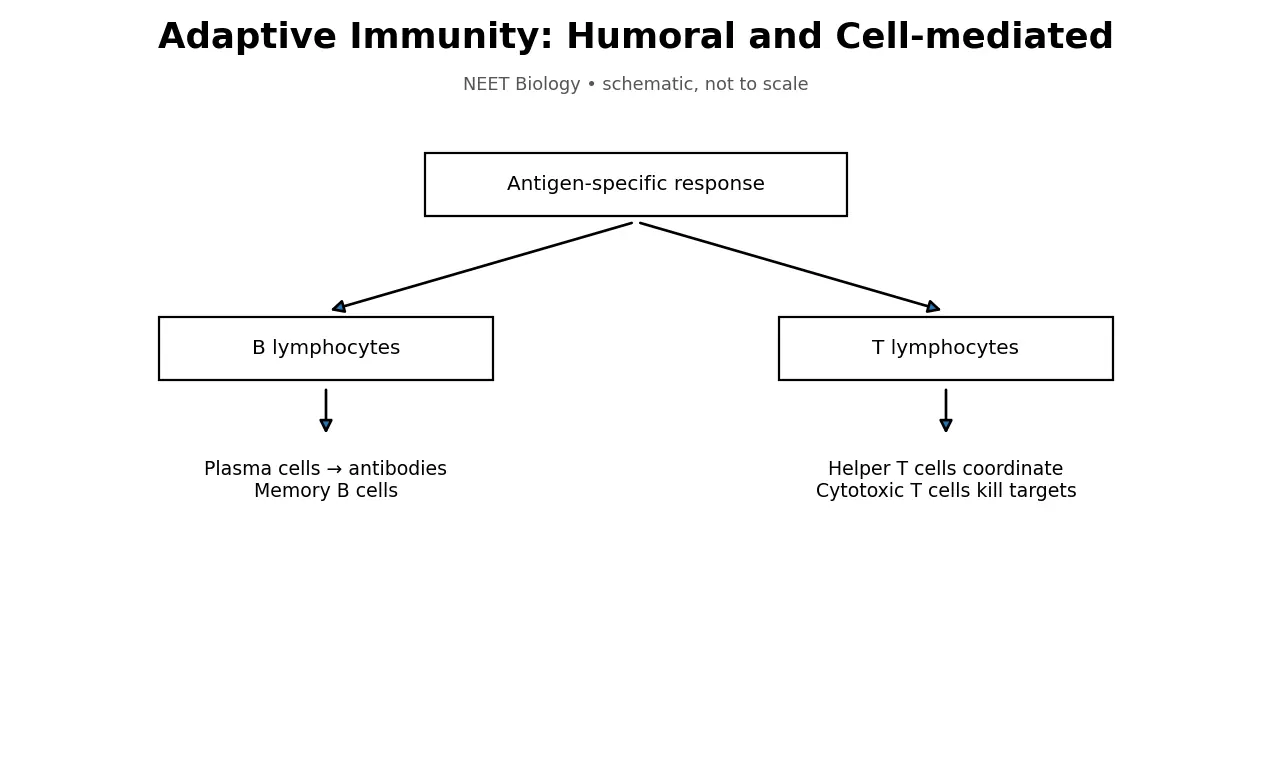 Adaptive Immunity: Humoral and Cell-mediated
NEET Biology • schematic, not to scale
Antigen-specific response
B lymphocytes
T lymphocytes
Plasma cells → antibodies
Memory B cells
Helper T cells coordinate
Cytotoxic T cells kill targets